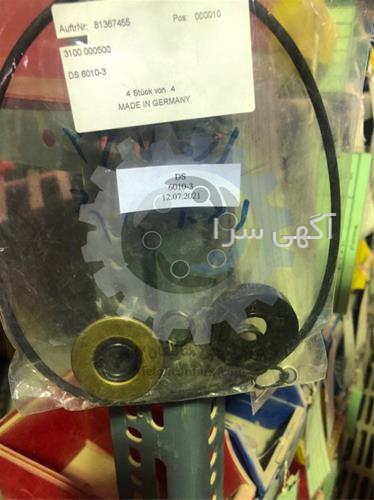 AuftrNr: 81367455 Pos: 000010
3100 000500
DS 6010-3
4 Stück von 4
MADE IN GERMANY
DS
6010-3
12.07.2021
آگهی سرا